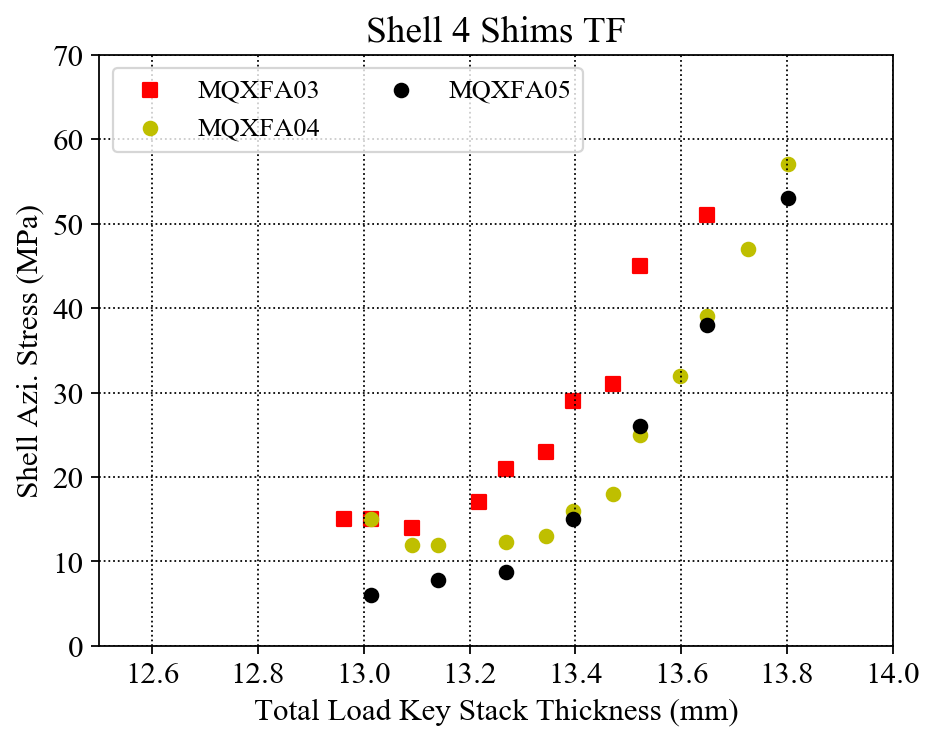 Shell 4 Shims TF
MQXFA03
MQXFA04
MQXFA05
Shell Azi. Stress (MPa)
70
60
50
40
30
20
10
0
12.6 12.8 13.0 13.2 13.4 13.6 13.8 14.0
Total Load Key Stack Thickness (mm)